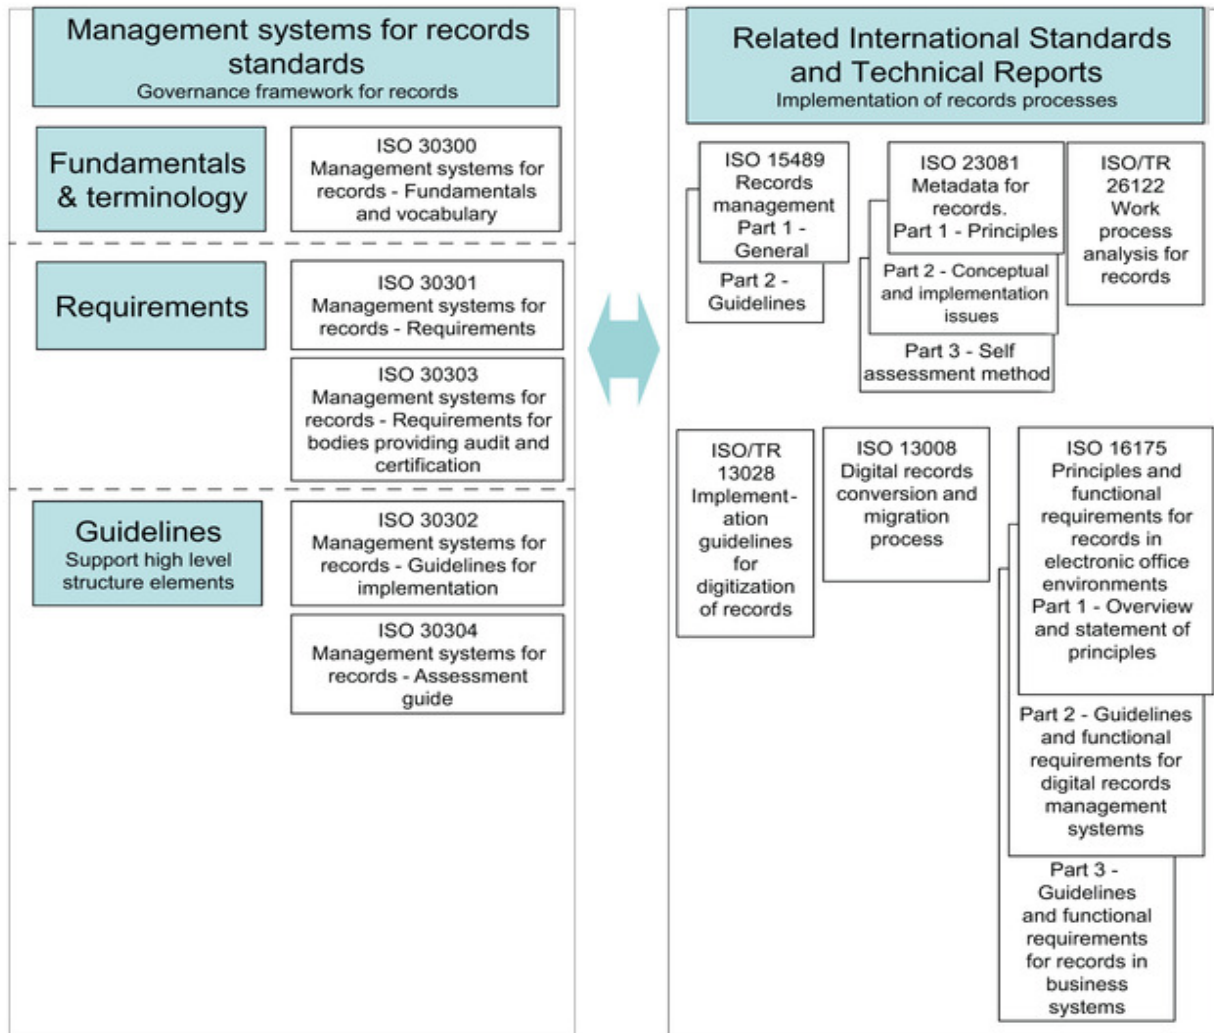 Management systems for records
standards
Governance framework for records
Fundamentals
& terminology
ISO 30300
Management systems for
records - Fundamentals
and vocabulary
Requirements
ISO 30301
Management systems for
records - Requirements
ISO 30303
Management systems for
records - Requirements for
bodies providing audit and
certification
Guidelines
Support high level
structure elements
ISO 30302
Management systems for
records - Guidelines for
implementation
ISO 30304
Management systems for
records - Assessment
guide
Related International Standards
and Technical Reports
Implementation of records processes
ISO 15489
Records
management
Part 1 -
General
Part 2 -
Guidelines
ISO 23081
Metadata for
records.
Part 1 - Principles
Part 2 - Conceptual
and implementation
issues
Part 3 - Self
assessment method
ISO/TR
26122
Work
process
analysis for
records
ISO/TR
13028
Implement-
ation
guidelines
for
digitization
of records
ISO 13008
Digital records
conversion and
migration
process
ISO 16175
Principles and
functional
requirements for
records in
electronic office
environments
Part 1 - Overview
and statement of
principles
Part 2 - Guidelines
and functional
requirements for
digital records
management
systems
Part 3 -
Guidelines
and functional
requirements
for records in
business
systems